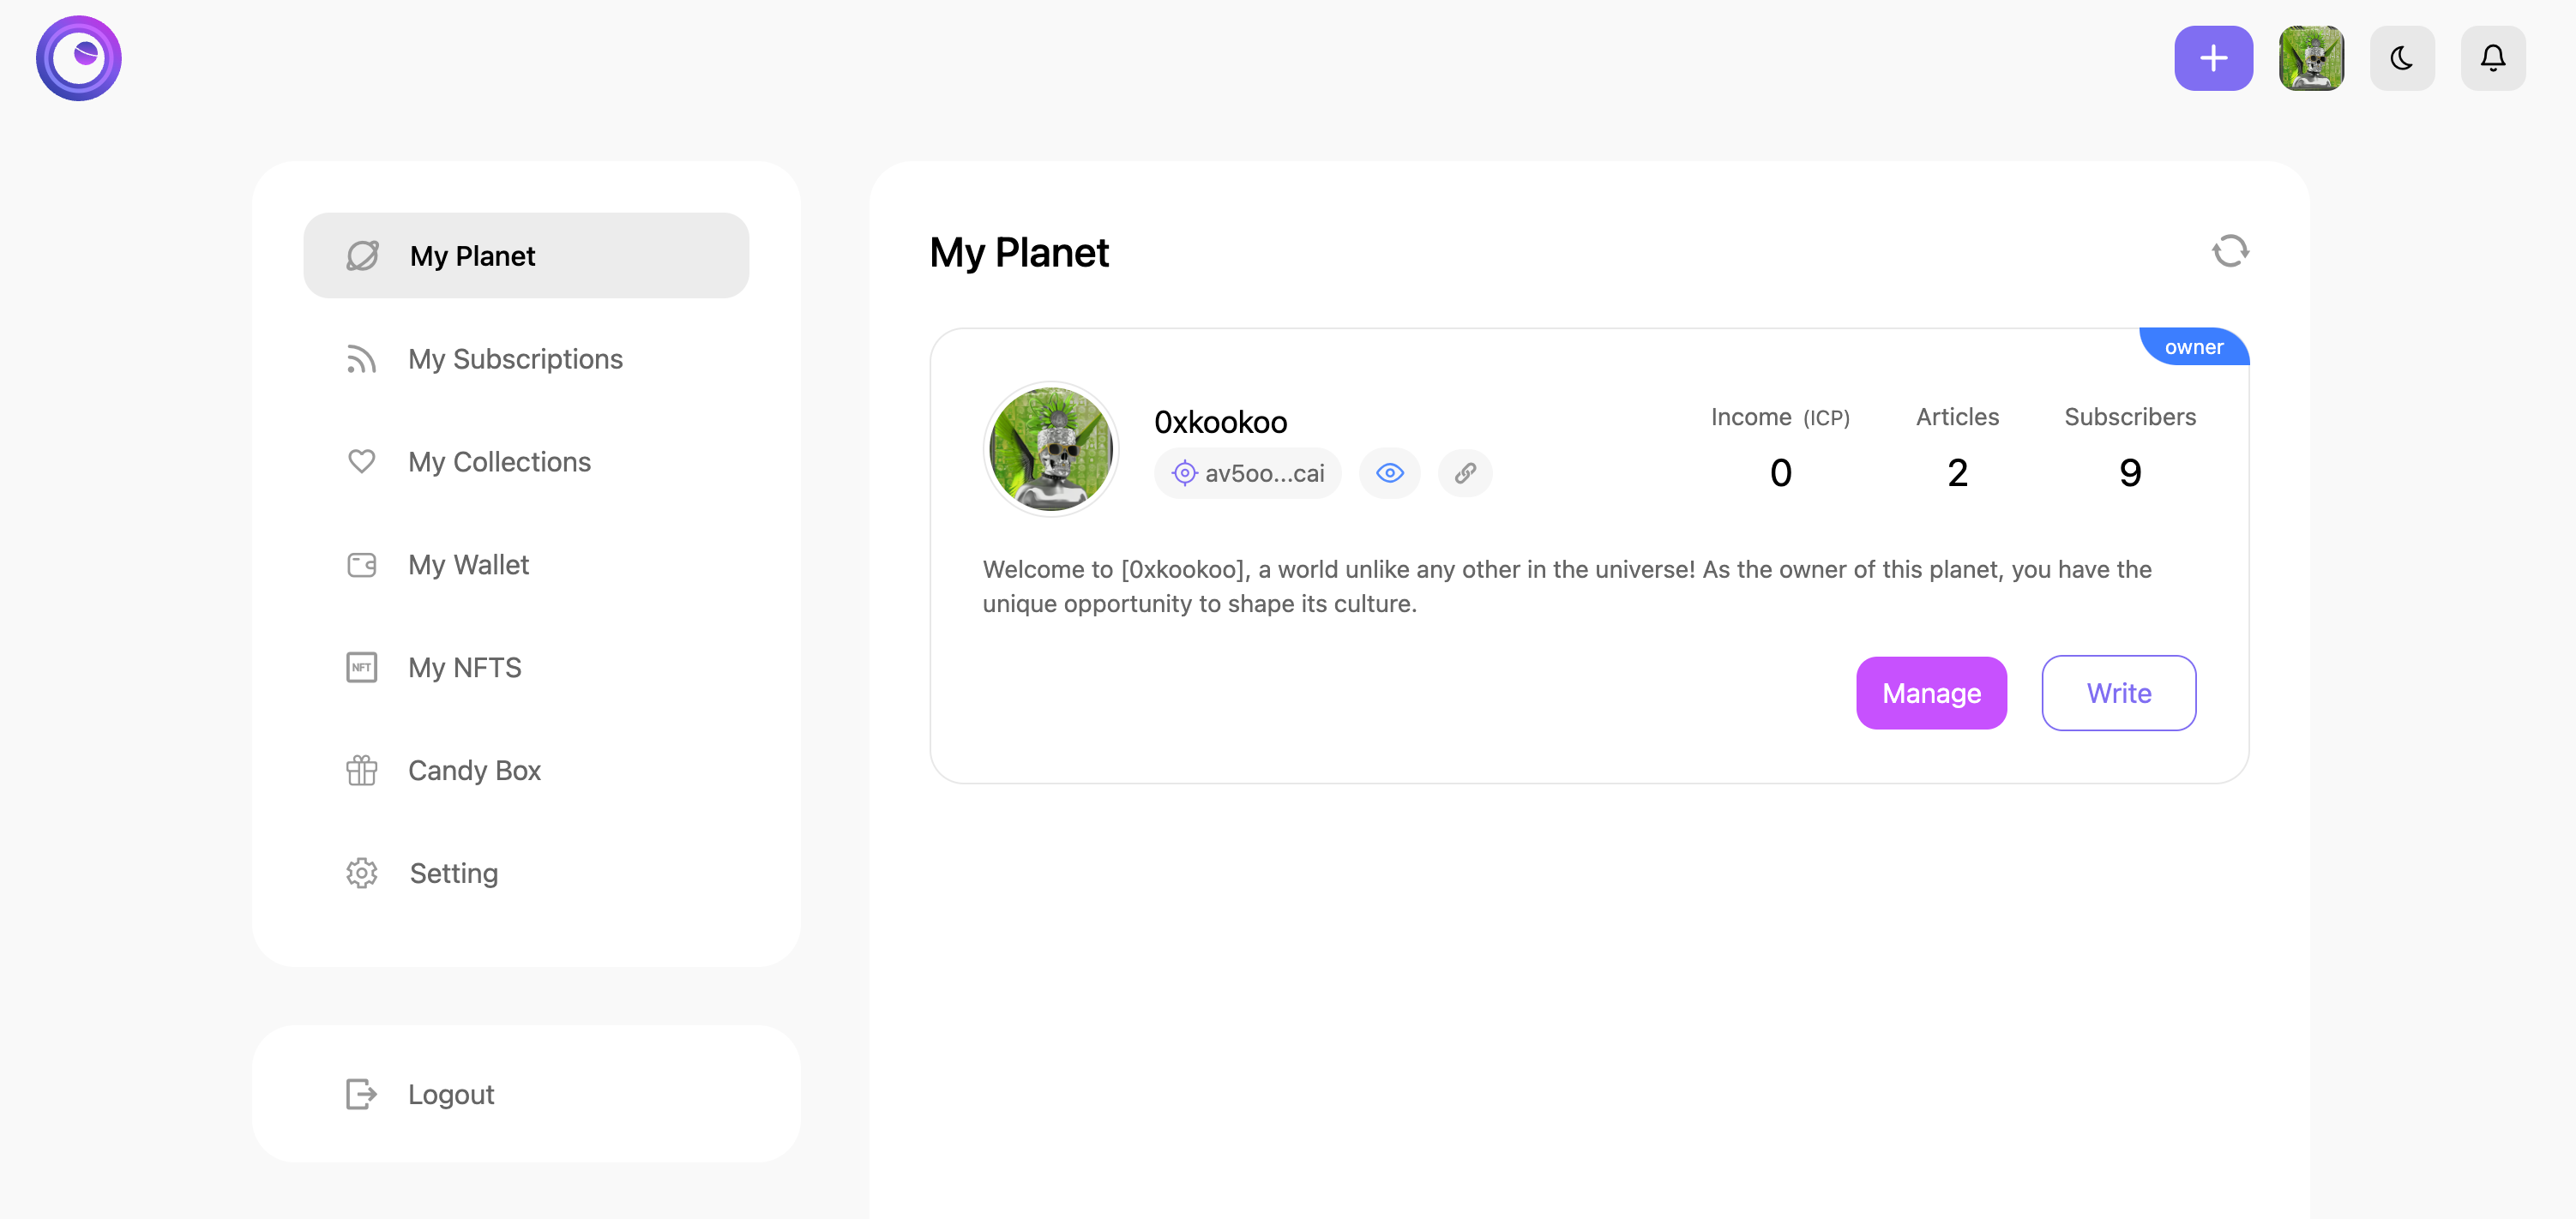 My Planet
My Subscriptions
My Collections
My Wallet
NFT
My NFTS
Candy Box
Setting
Logout
My Planet
owner
0xkookoo
av5oo...cai
Income (ICP)
0
Articles
2
Subscribers
9
Welcome to [0xkookoo], a world unlike any other in the universe! As the owner of this planet, you have the
unique opportunity to shape its culture.
Manage
Write